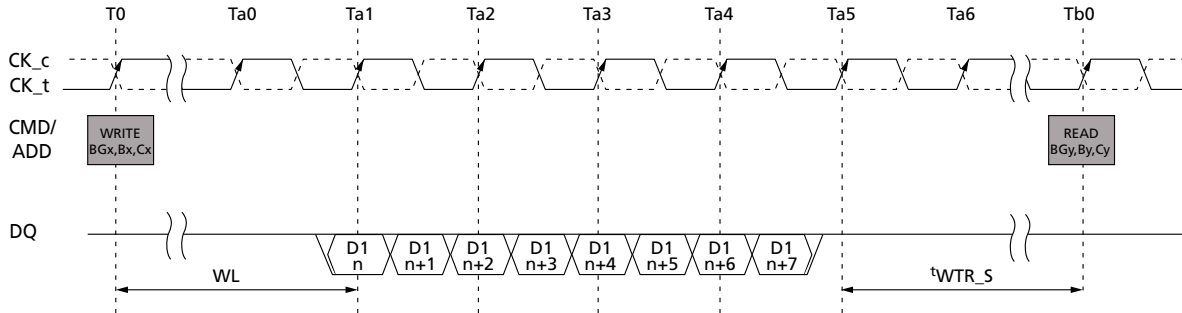 T0 Ta0 Ta1 Ta2 Ta3 Ta4 Ta5 Ta6 Tb0
CK_c
CK_t
CMD/
ADD
WRITE
BGx,Bx,Cx
READ
BGy,By,Cy
DQ
D1 D1 D1 D1 D1 D1 D1 D1
n n+1 n+2 n+3 n+4 n+5 n+6 n+7
WL tWTR_S